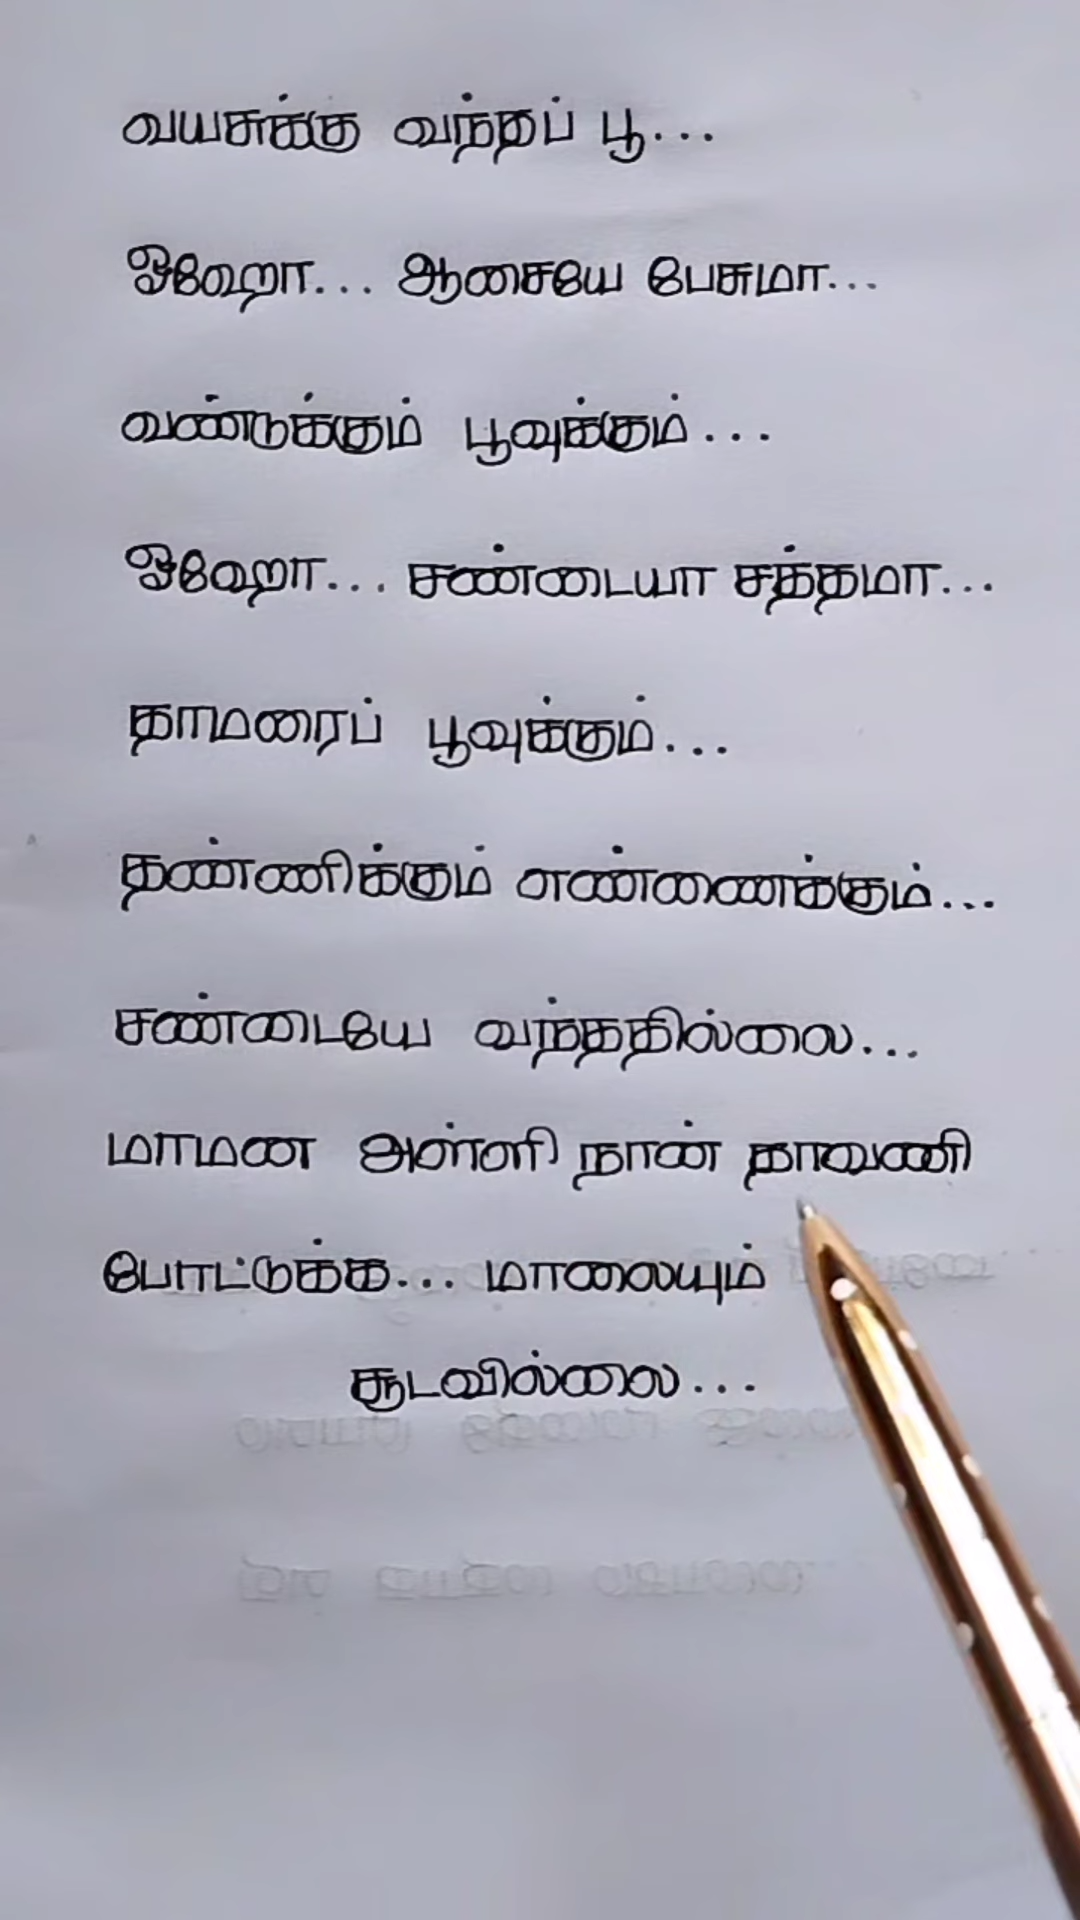 வயசுக்கு வந்தப் பூ...
ஓஹோ... ஆசையே பேசுமா...
வண்டுக்கும் பூவுக்கும்...
ஓஹோ... சண்டையா சத்தமா...
தாமரைப் பூவுக்கும்...
தண்ணிக்கும் எண்ணைக்கும்...
சண்டையே வந்ததில்லை...
மாமன அள்ளி நான் தாவணி
போட்டுக்க... மாலையும்
சூடவில்லை...